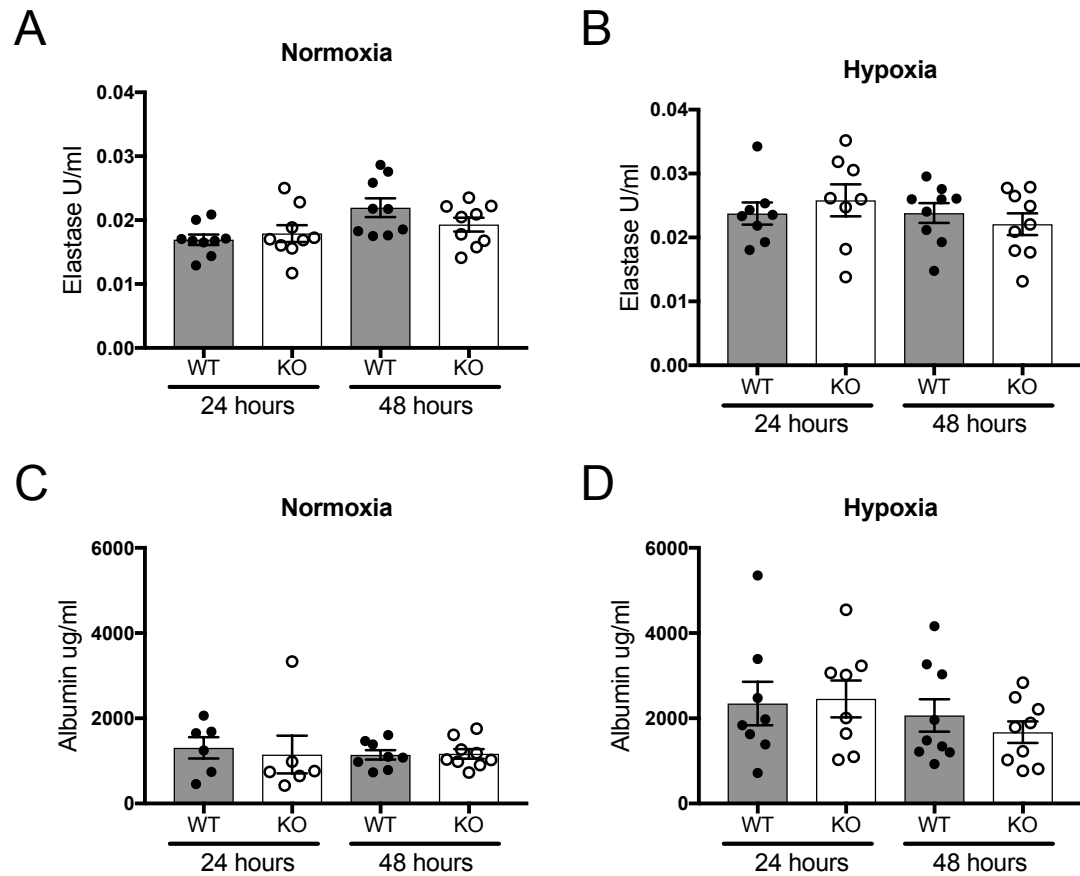 A
Normoxia
Elastase U/ml
0.04
0.03
0.02
0.01
0.00
WT KO WT KO
24 hours 48 hours
B
Hypoxia
Elastase U/ml
0.04
0.03
0.02
0.01
0.00
WT KO WT KO
24 hours 48 hours
C
Normoxia
Albumin ug/ml
6000
4000
2000
0
WT KO WT KO
24 hours 48 hours
D
Hypoxia
Albumin ug/ml
6000
4000
2000
0
WT KO WT KO
24 hours 48 hours